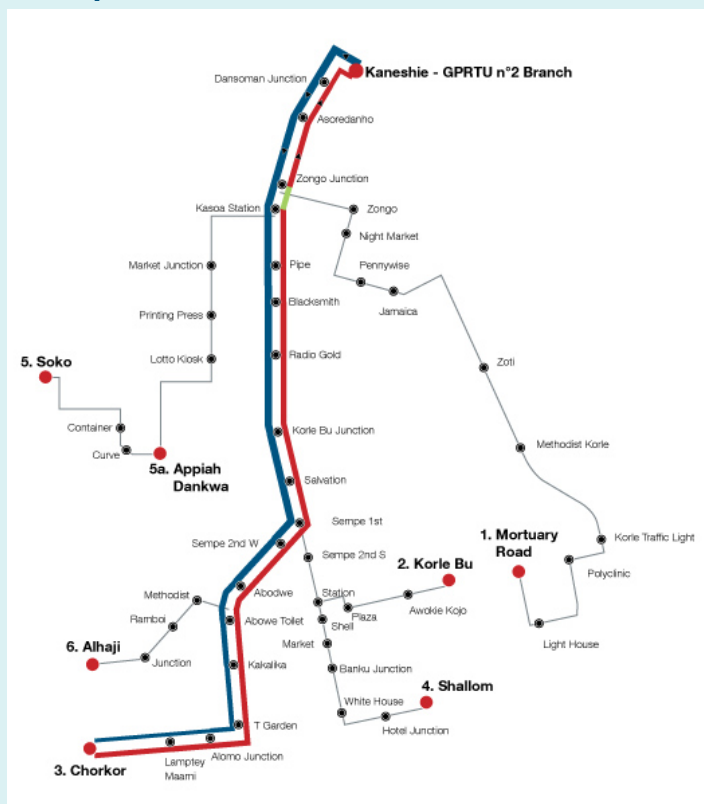 Kaneshie - GPRTU n°2 Branch
Dansoman Junction
Asoredanho
Zongo Junction
Kasoa Station
Zongo
Night Market
Market Junction
Pipe
Pennywise
Blacksmith
Jamaica
Printing Press
Radio Gold
Lotto Kiosk
Zoti
5. Soko
Container
Korle Bu Junction
Methodist Korle
Curve
5a. Appiah
Dankwa
Salvation
Sempe 1st
Sempe 2nd W
Korle Traffic Light
1. Mortuary
Road
Sempe 2nd S
2. Korle Bu
Polyclinic
Methodist
Abodwe
Station
Plaza
Awokie Kojo
Ramboi
Abowe Toilet
Shell
Light House
Market
6. Alhaji
Junction
Kakalika
Banku Junction
4. Shallom
White House
T Garden
Hotel Junction
3. Chorkor
Lamptey
Maami
Alomo Junction